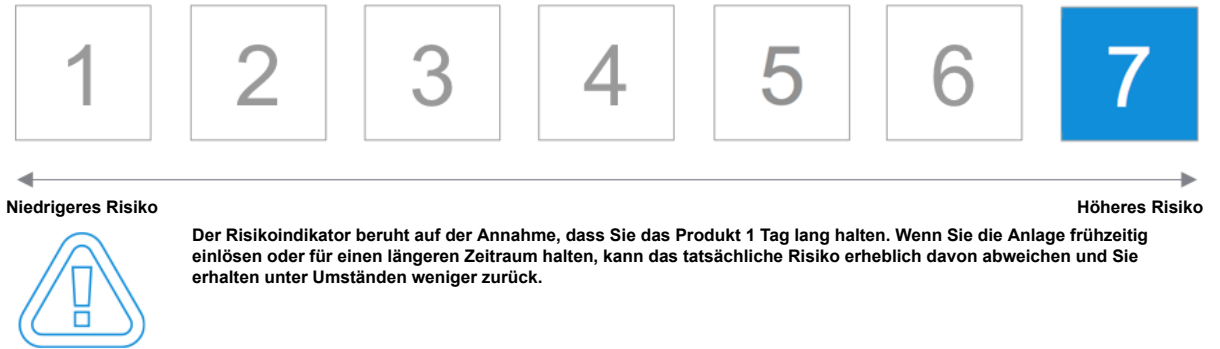 1 2 3 4 5 6 7
Niedrigeres Risiko Höheres Risiko
Der Risikoindikator beruht auf der Annahme, dass Sie das Produkt 1 Tag lang halten. Wenn Sie die Anlage frühzeitig
einlösen oder für einen längeren Zeitraum halten, kann das tatsächliche Risiko erheblich davon abweichen und Sie
erhalten unter Umständen weniger zurück.